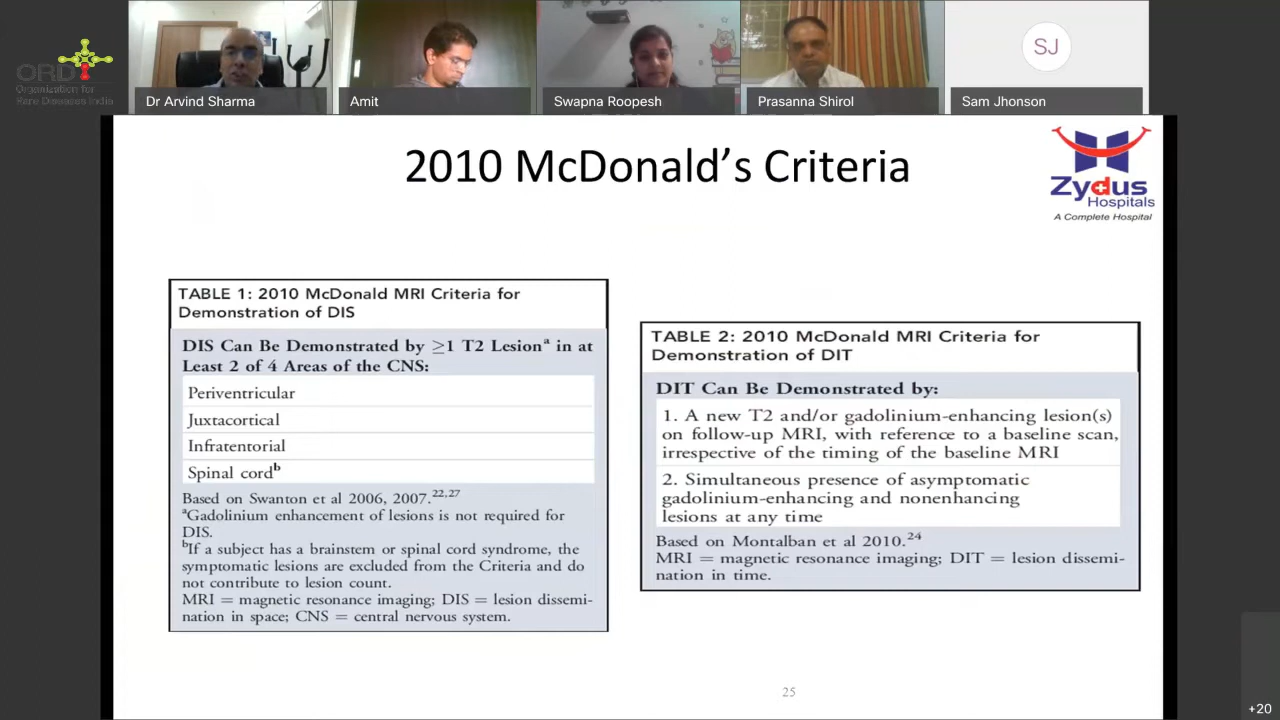 ORDI
Organization for
Rare Diseases India
SJ
Dr Arvind Sharma
Amit
Swapna Roopesh
Prasanna Shirol
Sam Jhonson
2010 McDonald’s Criteria
Zydus
Hospitals
A Complete Hospital
TABLE 1: 2010 McDonald MRI Criteria for
Demonstration of DIS
DIS Can Be Demonstrated by ≥1 T2 Lesionᵃ in at
Least 2 of 4 Areas of the CNS:
Periventricular
Juxtacortical
Infratentorial
Spinal cordᵇ
Based on Swanton et al 2006, 2007.²²,²⁷
ᵃGadolinium enhancement of lesions is not required for
DIS.
ᵇIf a subject has a brainstem or spinal cord syndrome, the
symptomatic lesions are excluded from the Criteria and do
not contribute to lesion count.
MRI = magnetic resonance imaging; DIS = lesion dissemi-
nation in space; CNS = central nervous system.
TABLE 2: 2010 McDonald MRI Criteria for
Demonstration of DIT
DIT Can Be Demonstrated by:
1. A new T2 and/or gadolinium-enhancing lesion(s)
on follow-up MRI, with reference to a baseline scan,
irrespective of the timing of the baseline MRI
2. Simultaneous presence of asymptomatic
gadolinium-enhancing and nonenhancing
lesions at any time
Based on Montalban et al 2010.²⁴
MRI = magnetic resonance imaging; DIT = lesion dissemi-
nation in time.
25
+20